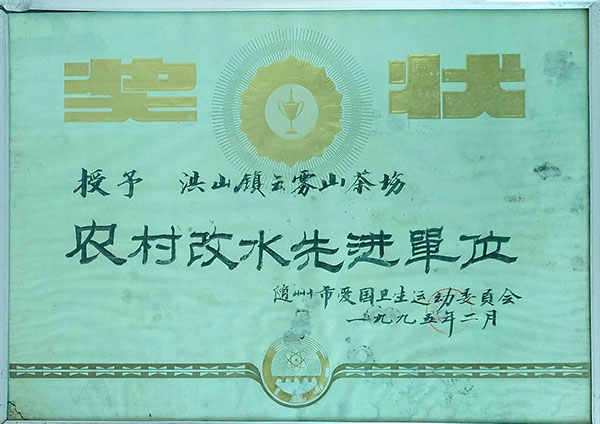 奖状
授予 洪山镇云雾山茶场
农村改水先进單位
随州市爱国卫生运动委員会
一九九五年二月